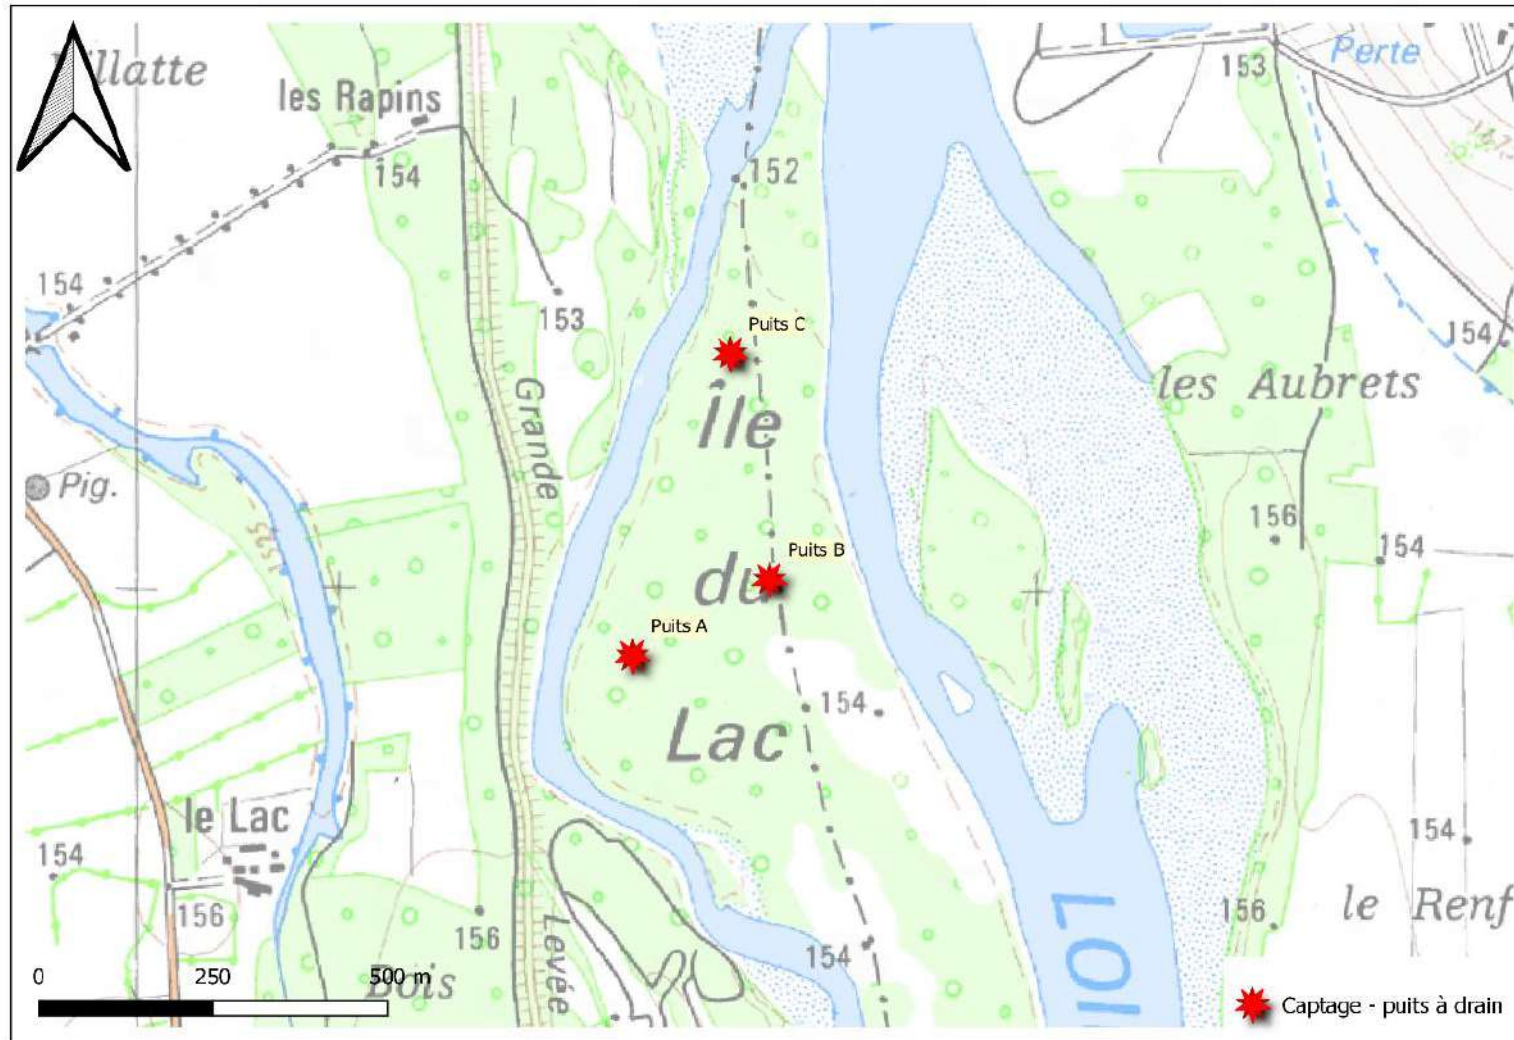 les Rapins
153
Perte
154
152
154
153
154
Puits C
Grande
Île
les Aubrets
Pig.
156
154
Puits B
du
Puits A
154
Lac
le Lac
154
154
156
156
Levée
154
156
le Renf
0 250 500 m
Bois
Captage - puits à drain